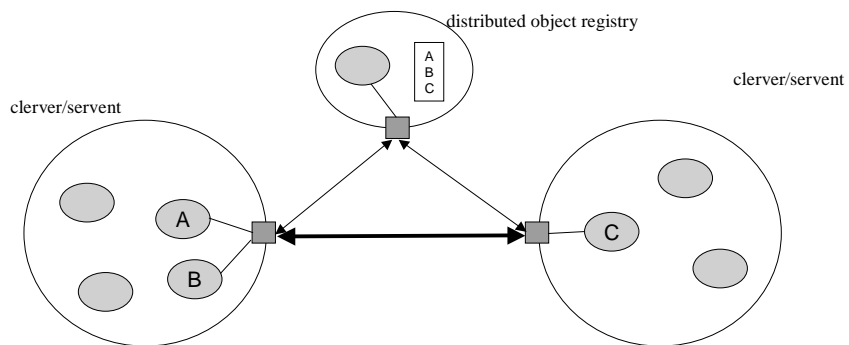 distributed object registry
A
B
C
clerver/servent
clerver/servent
A
B
C